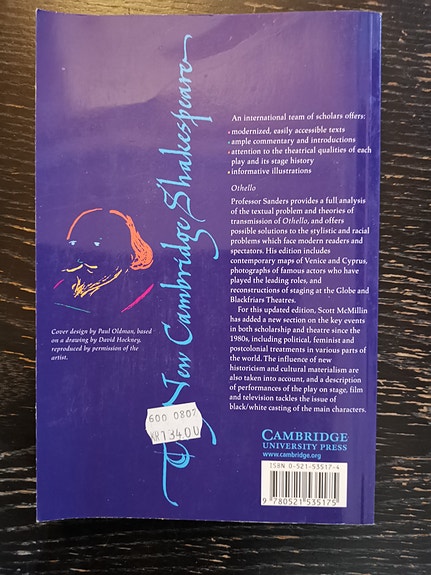 The New Cambridge Shakespeare
An international team of scholars offers:
• modernized, easily accessible texts
• ample commentary and introductions
• attention to the theatrical qualities of each
play and its stage history
• informative illustrations
Othello
Professor Sanders provides a full analysis
of the textual problem and theories of
transmission of Othello, and offers
possible solutions to the stylistic and racial
problems which face modern readers and
spectators. His edition includes
contemporary maps of Venice and Cyprus,
photographs of famous actors who have
played the leading roles, and
reconstructions of staging at the Globe and
Blackfriars Theatres.
For this updated edition, Scott McMillin
has added a new section on the key events
in both scholarship and theatre since the
1980s, including political, feminist and
postcolonial treatments in various parts of
the world. The influence of new
historicism and cultural materialism are
also taken into account, and a description
of performances of the play on stage, film
and television tackles the issue of
black/white casting of the main characters.
Cover design by Paul Oldman, based
on a drawing by David Hockney,
reproduced by permission of the
artist.
600 0807
1340U
CAMBRIDGE
UNIVERSITY PRESS
www.cambridge.org
ISBN 0-521-53517-4
9 780521 535175